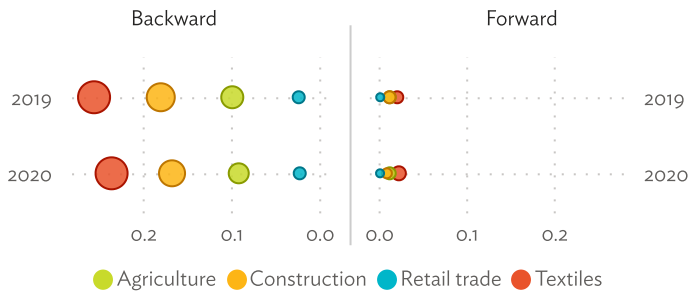 Backward Forward
2019 2019
2020 2020
0.2 0.1 0.0 0.0 0.1 0.2
Agriculture Construction Retail trade Textiles